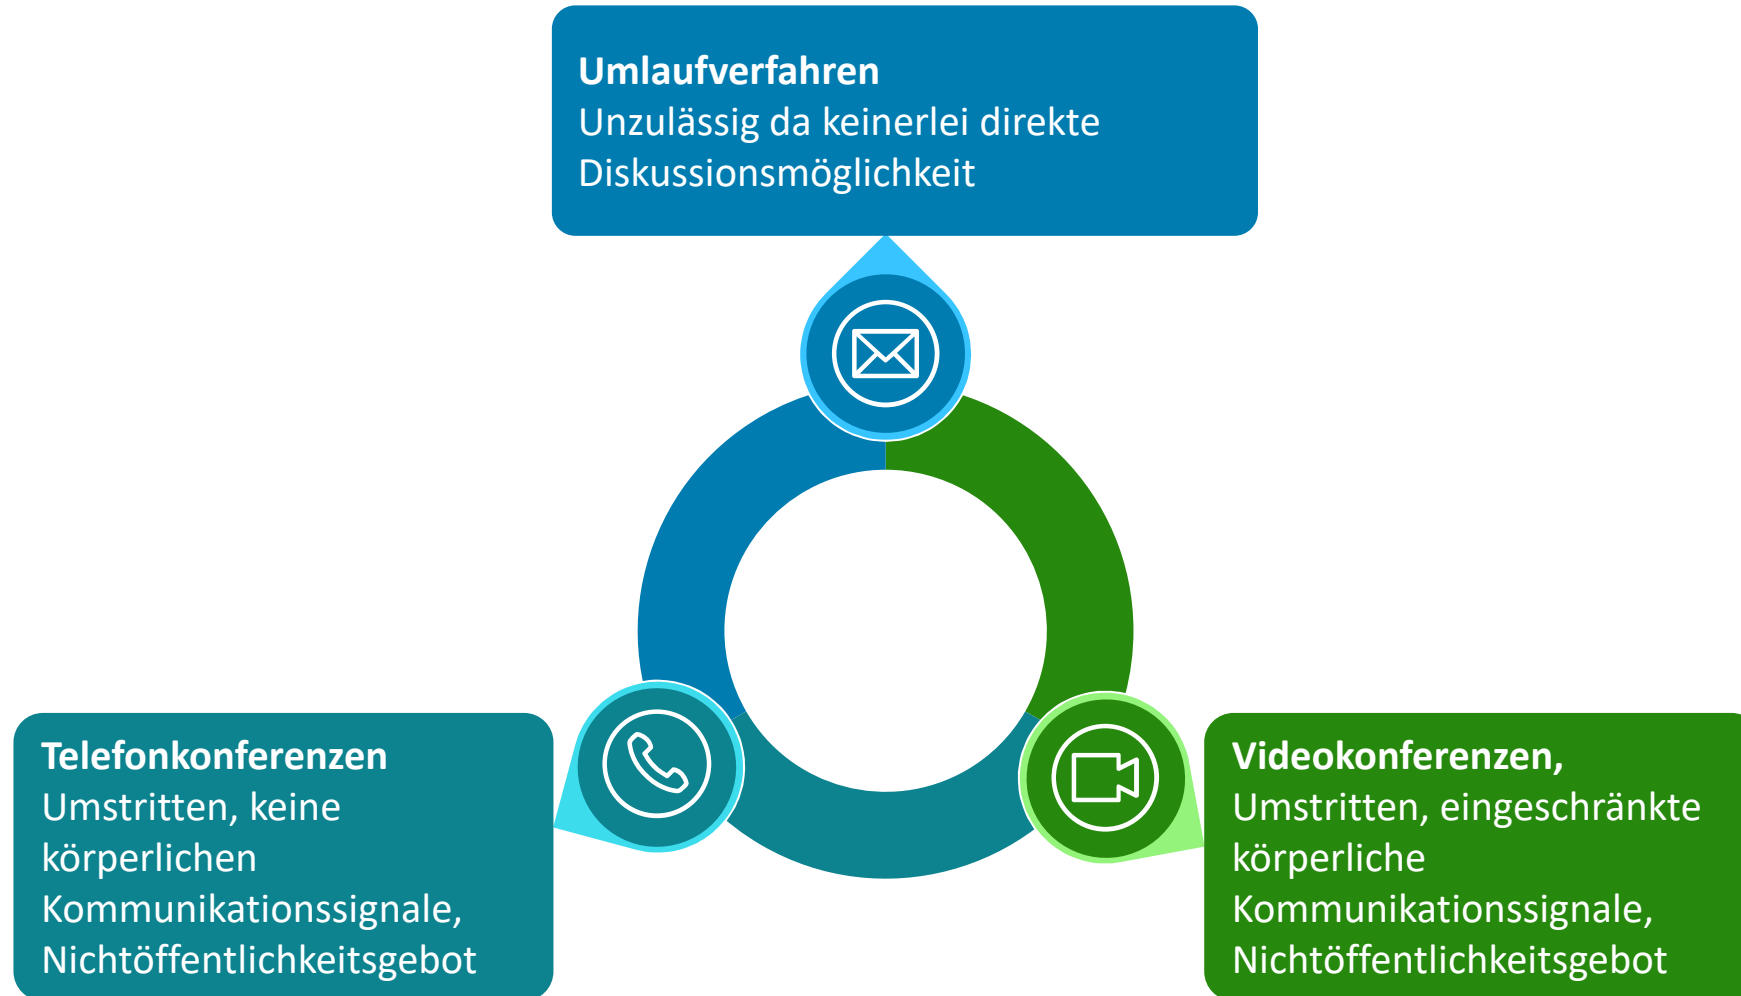 Umlaufverfahren
Unzulässig da keinerlei direkte
Diskussionsmöglichkeit
Telefonkonferenzen
Umstritten, keine
körperlichen
Kommunikationssignale,
Nichtöffentlichkeitsgebot
Videokonferenzen,
Umstritten, eingeschränkte
körperliche
Kommunikationssignale,
Nichtöffentlichkeitsgebot